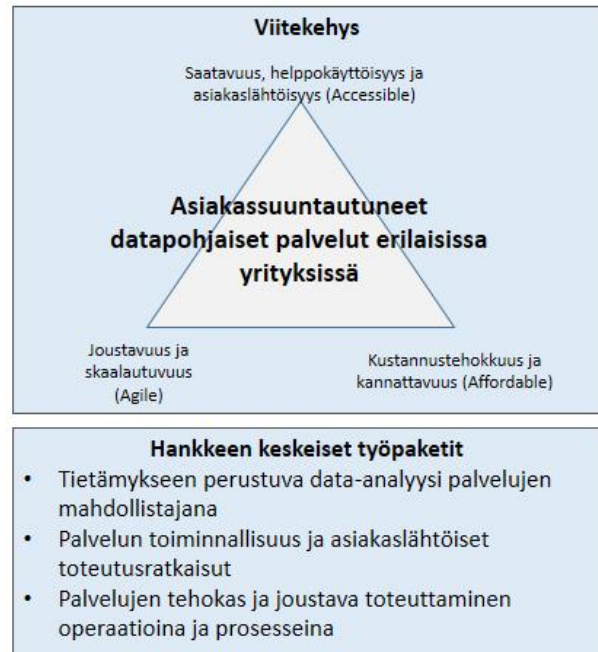 Viitekehys
Saatavuus, helppokäyttöisyys ja
asiakaslähtöisyys (Accessible)
Asiakassuuntautuneet
datapohjaiset palvelut erilaisissa
yrityksissä
Joustavuus ja
skaalautuvuus
(Agile)
Kustannustehokkuus ja
kannattavuus (Affordable)
Hankkeen keskeiset työpaketit
• Tietämykseen perustuva data-analyysi palvelujen
mahdollistajana
• Palvelun toiminnallisuus ja asiakaslähtöiset
toteutusratkaisut
• Palvelujen tehokas ja joustava toteuttaminen
operaatioina ja prosesseina